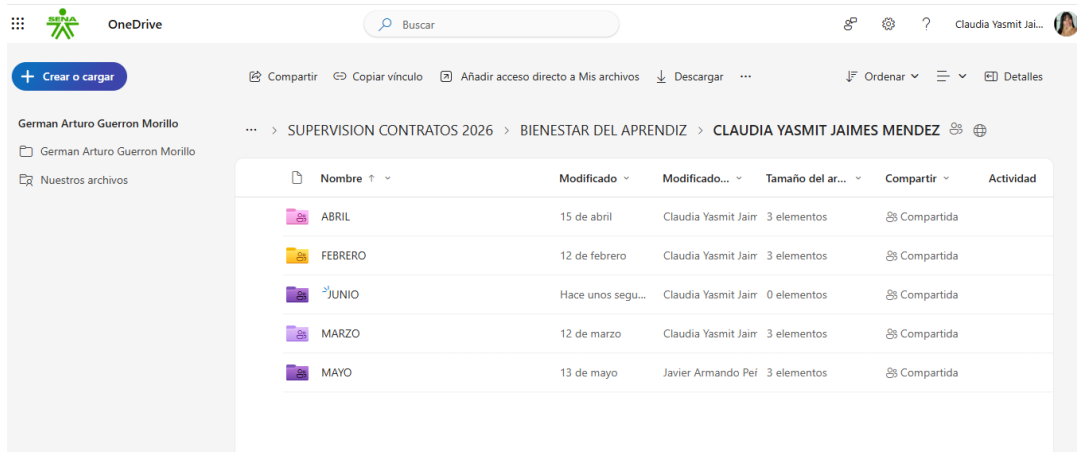 SENA
OneDrive
Buscar
Claudia Yasmit Jai...
Crear o cargar
Compartir
Copiar vínculo
Añadir acceso directo a Mis archivos
Descargar
Ordenar
Detalles
German Arturo Guerron Morillo
German Arturo Guerron Morillo
Nuestros archivos
... > SUPERVISION CONTRATOS 2026 > BIENESTAR DEL APRENDIZ > CLAUDIA YASMIT JAIMES MENDEZ
Nombre ↑ Modificado Modificado... Tamaño del ar... Compartir Actividad
ABRIL 15 de abril Claudia Yasmit Jaim 3 elementos Compartida
FEBRERO 12 de febrero Claudia Yasmit Jaim 3 elementos Compartida
JUNIO Hace unos segu... Claudia Yasmit Jaim 0 elementos Compartida
MARZO 12 de marzo Claudia Yasmit Jaim 3 elementos Compartida
MAYO 13 de mayo Javier Armando 3 elementos Compartida